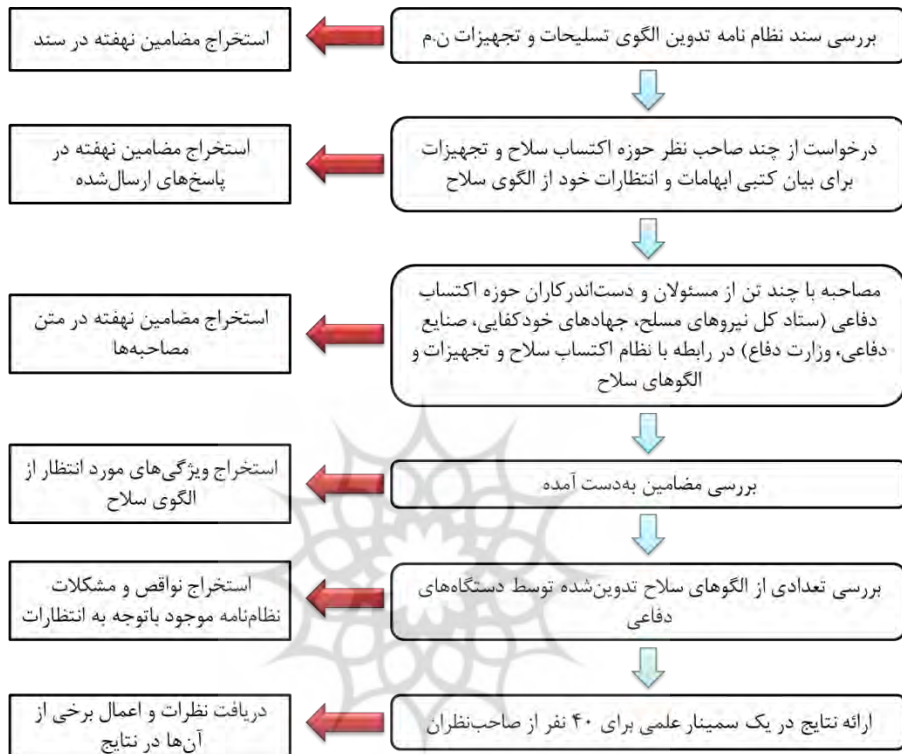 بررسی سند نظام نامه تدوین الگوی تسلیحات و تجهیزات ن.م
استخراج مضامین نهفته در سند
درخواست از چند صاحب نظر حوزه اکتساب سلاح و تجهیزات
برای بیان کتبی ابهامات و انتظارات خود از الگوی سلاح
استخراج مضامین نهفته در
پاسخ‌های ارسال‌شده
مصاحبه با چند تن از مسئولان و دست‌اندرکاران حوزه اکتساب
دفاعی (ستاد کل نیروهای مسلح، جهادهای خودکفایی، صنایع
دفاعی، وزارت دفاع) در رابطه با نظام اکتساب سلاح و تجهیزات و
الگوهای سلاح
استخراج مضامین نهفته در متن
مصاحبه‌ها
بررسی مضامین به‌دست آمده
استخراج ویژگی‌های مورد انتظار از
الگوی سلاح
بررسی تعدادی از الگوهای سلاح تدوین‌شده توسط دستگاه‌های
دفاعی
استخراج نواقص و مشکلات
نظام‌نامه موجود باتوجه به انتظارات
ارائه نتایج در یک سمینار علمی برای ۴۰ نفر از صاحب‌نظران
دریافت نظرات و اعمال برخی از
آن‌ها در نتایج